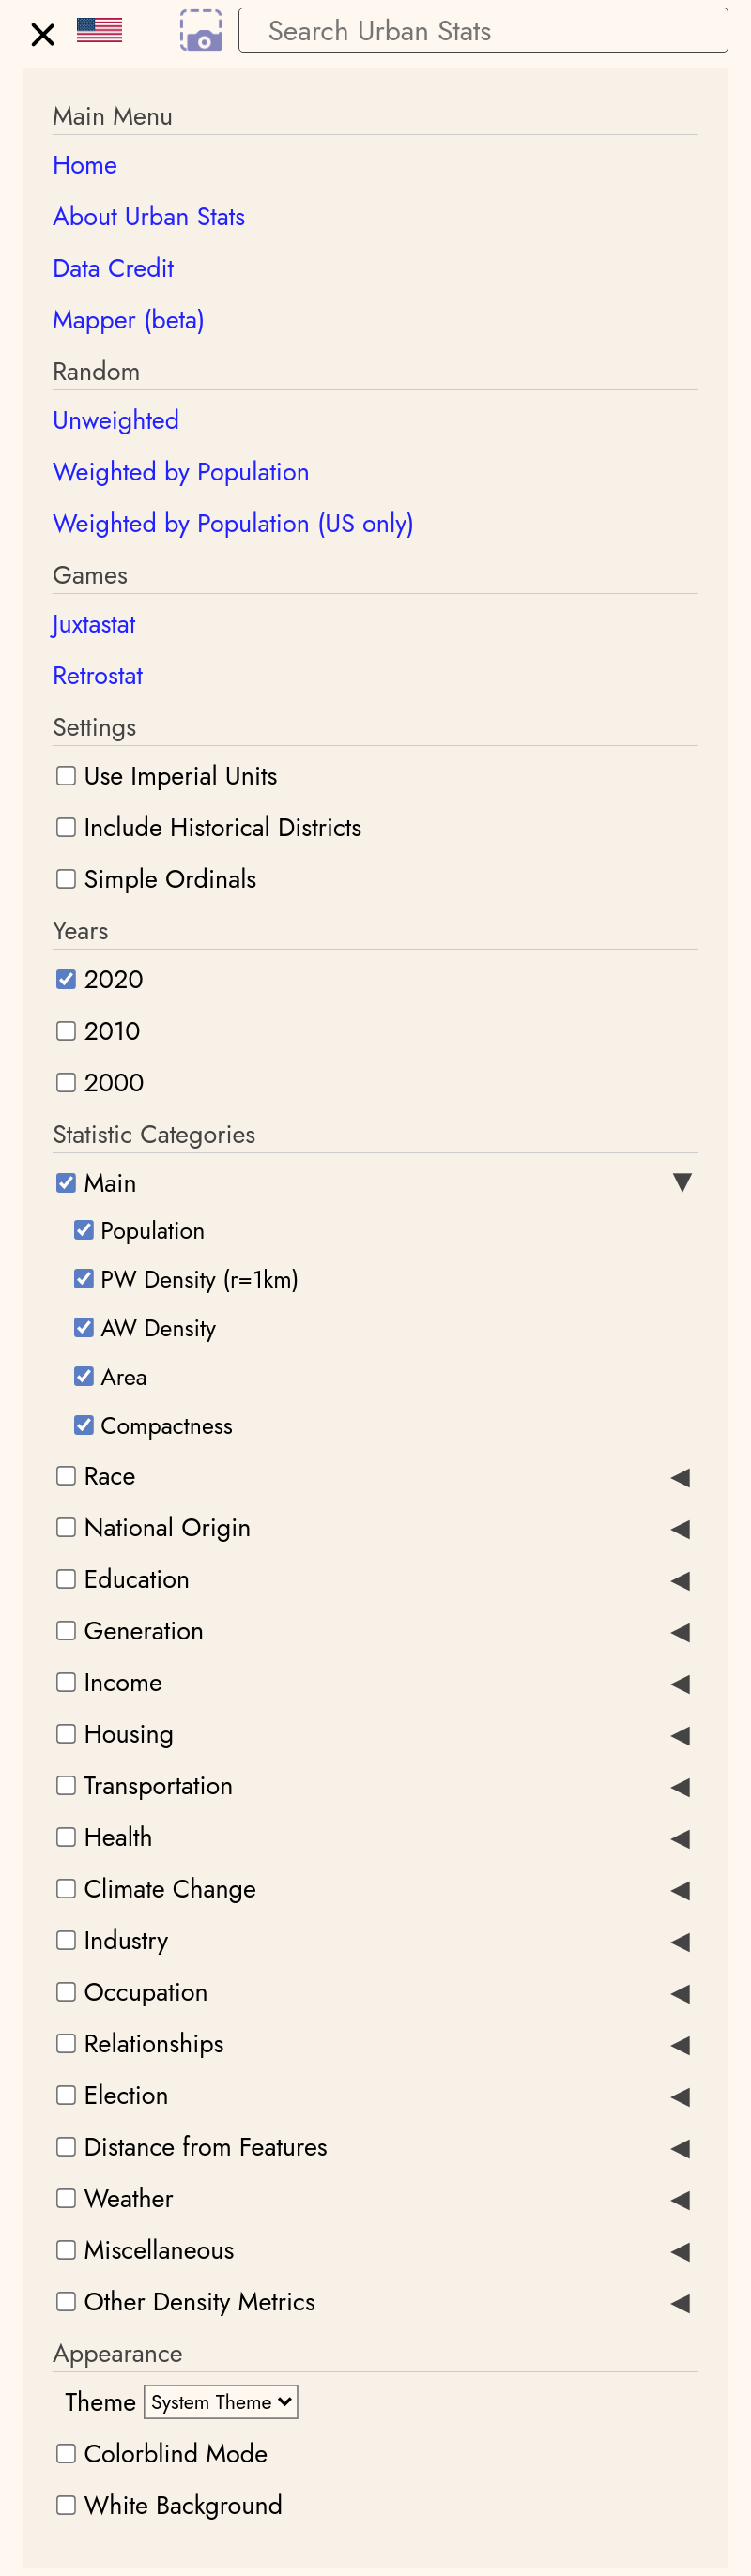 Search Urban Stats
Main Menu
Home
About Urban Stats
Data Credit
Mapper (beta)
Random
Unweighted
Weighted by Population
Weighted by Population (US only)
Games
Juxtastat
Retrostat
Settings
Use Imperial Units
Include Historical Districts
Simple Ordinals
Years
2020
2010
2000
Statistic Categories
Main
Population
PW Density (r=1km)
AW Density
Area
Compactness
Race
National Origin
Education
Generation
Income
Housing
Transportation
Health
Climate Change
Industry
Occupation
Relationships
Election
Distance from Features
Weather
Miscellaneous
Other Density Metrics
Appearance
Theme System Theme
Colorblind Mode
White Background